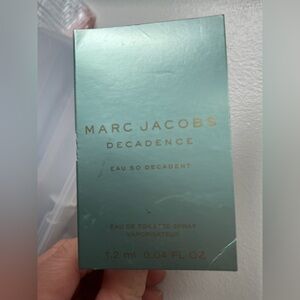 MARC JACOBS
DECADENCE
EAU SO DECADENT
EAU DE TOILETTE SPRAY
VAPORISATEUR
1.2 ml 0.04 FL OZ